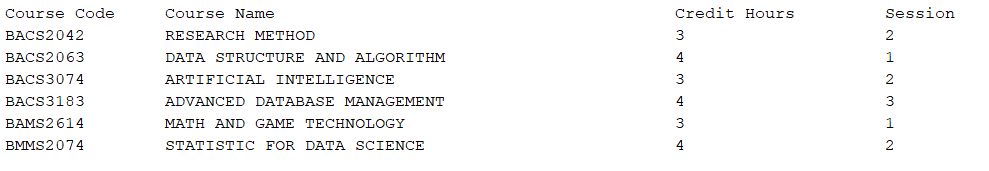 Course Code Course Name Credit Hours Session
BACS2042 RESEARCH METHOD 3 2
BACS2063 DATA STRUCTURE AND ALGORITHM 4 1
BACS3074 ARTIFICIAL INTELLIGENCE 3 2
BACS3183 ADVANCED DATABASE MANAGEMENT 4 3
BAMS2614 MATH AND GAME TECHNOLOGY 3 1
BMMS2074 STATISTIC FOR DATA SCIENCE 4 2